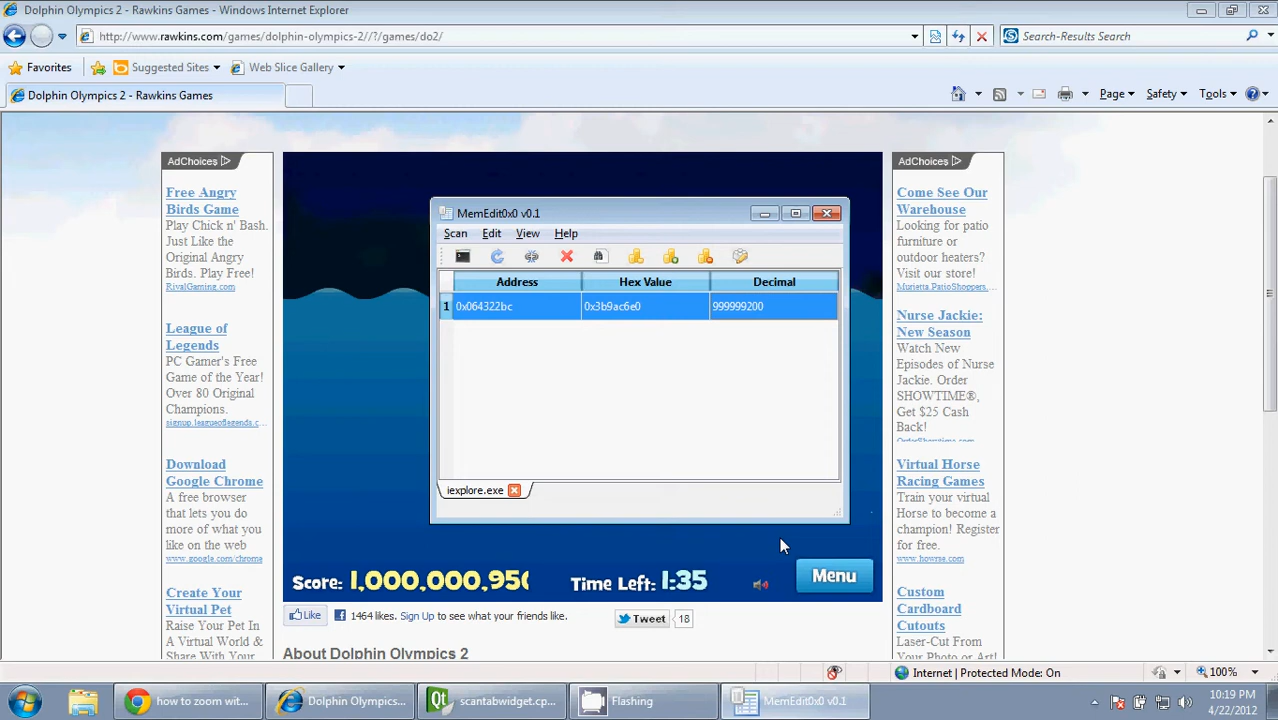 Dolphin Olympics 2 - Rawkins Games - Windows Internet Explorer
http://www.rawkins.com/games/dolphin-olympics-2//?/games/do2/
Search-Results Search
Favorites
Suggested Sites
Web Slice Gallery
Dolphin Olympics 2 - Rawkins Games
Page
Safety
Tools
AdChoices
Free Angry
Birds Game
Play Chick n' Bash.
Just Like the
Original Angry
Birds. Play Free!
RivalGaming.com
League of
Legends
PC Gamer's Free
Game of the Year!
Over 80 Original
Champions.
signup.leagueoflegends.c...
Download
Google Chrome
A free browser
that lets you do
more of what you
like on the web
www.google.com/chrome
Create Your
Virtual Pet
Raise Your Pet In
A Virtual World &
Share With Your
MemEdit0x0 v0.1
Scan
Edit
View
Help
Address
Hex Value
Decimal
1
0x064322bc
0x3b9ac6e0
999999200
iexplore.exe
Score: 1,000,000,950
Time Left: 1:35
Menu
Like
1464 likes. Sign Up to see what your friends like.
Tweet
18
About Dolphin Olympics 2
AdChoices
Come See Our
Warehouse
Looking for patio
furniture or
outdoor heaters?
Visit our store!
Murietta.PatioShoppers...
Nurse Jackie:
New Season
Watch New
Episodes of Nurse
Jackie. Order
SHOWTIME®,
Get $25 Cash
Back!
OrderShowtime.com
Virtual Horse
Racing Games
Train your virtual
Horse to become a
champion! Register
for free.
www.howrse.com
Custom
Cardboard
Cutouts
Laser-Cut From
Your Photo or Art!
Internet | Protected Mode: On
100%
how to zoom wit...
Dolphin Olympics...
scantabwidget.cp...
Flashing
MemEdit0x0 v0.1
10:19 PM
4/22/2012